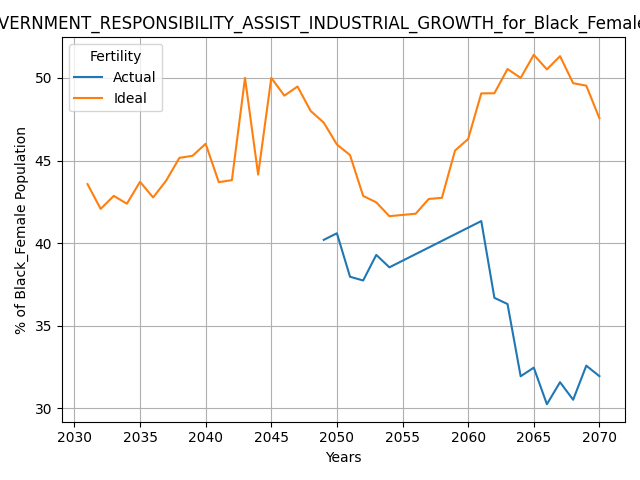 VERNMENT_RESPONSIBILITY_ASSIST_INDUSTRIAL_GROWTH_for_Black_Female
Fertility
Actual
Ideal
% of Black_Female Population
50
45
40
35
30
2030 2035 2040 2045 2050 2055 2060 2065 2070
Years